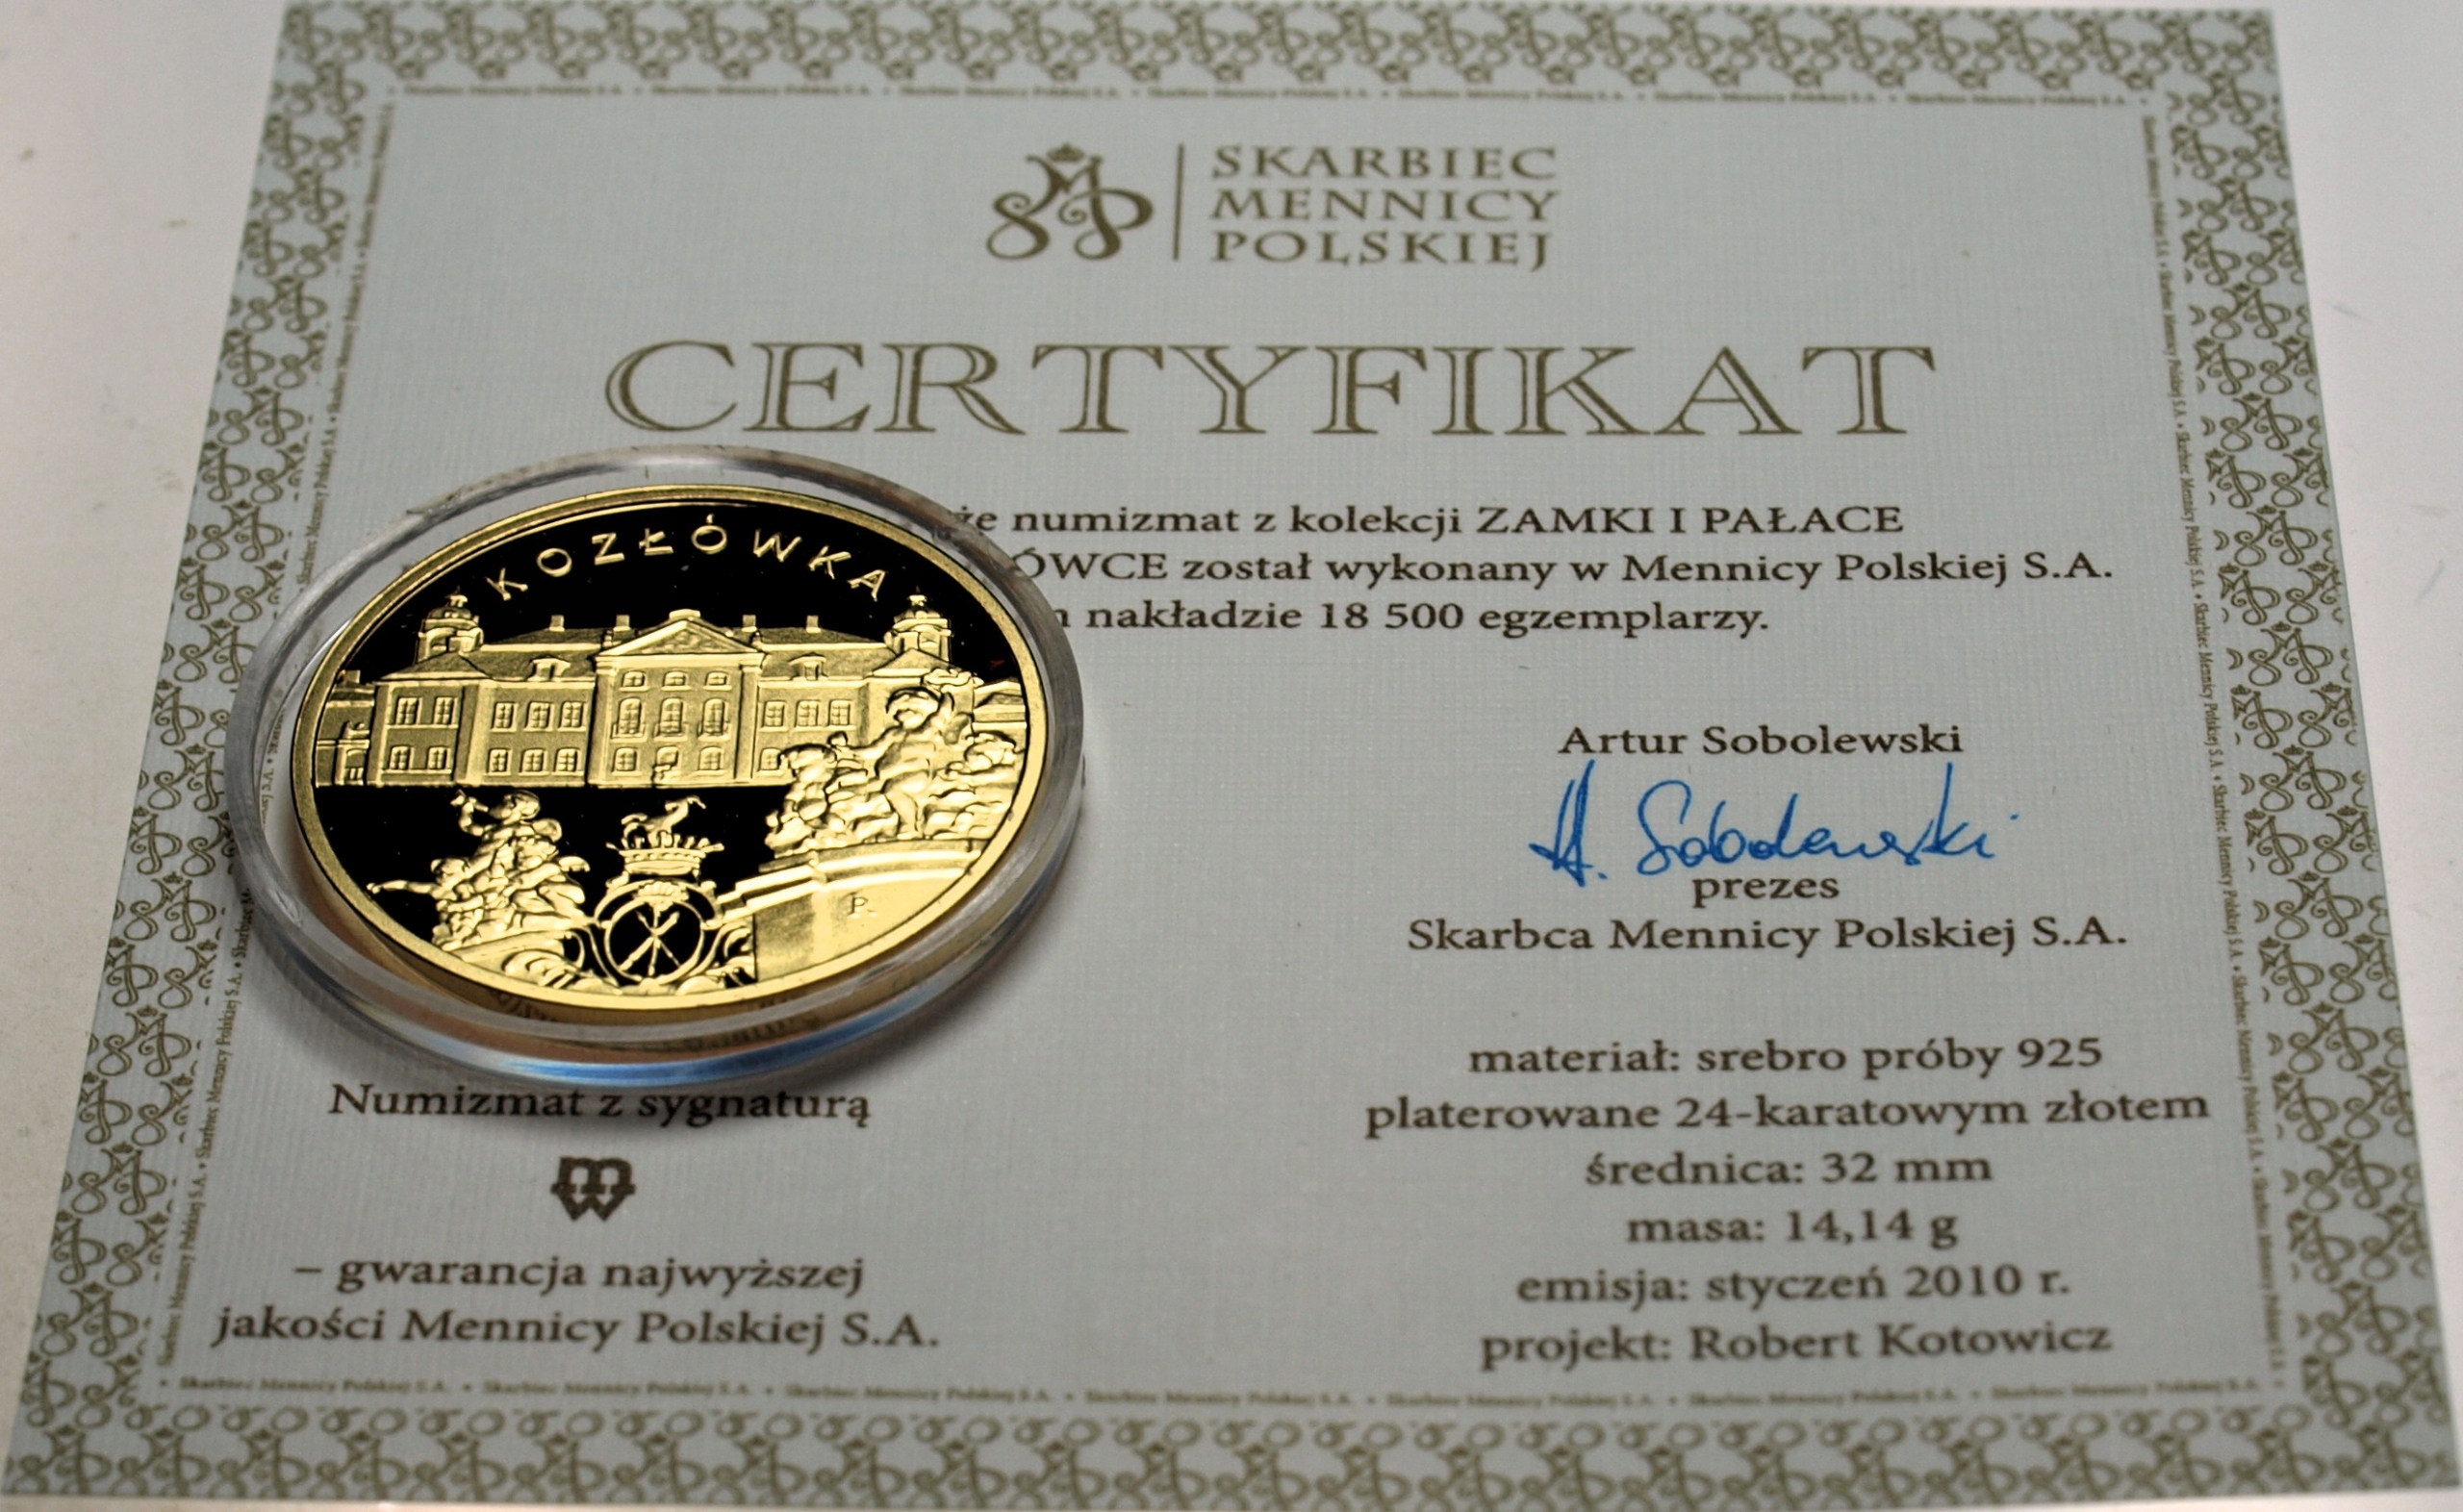 SKARBIEC
MENNICY
POLSKIEJ
CERTYFIKAT
że numizmat z kolekcji ZAMKI I PAŁACE
ÓWCE został wykonany w Mennicy Polskiej S.A.
nakładzie 18 500 egzemplarzy.
KOZŁÓWKA
Artur Sobolewski
A. Sobolewski
prezes
Skarbca Mennicy Polskiej S.A.
Numizmat z sygnaturą
MW
– gwarancja najwyższej
jakości Mennicy Polskiej S.A.
materiał: srebro próby 925
platerowane 24-karatowym złotem
średnica: 32 mm
masa: 14,14 g
emisja: styczeń 2010 r.
projekt: Robert Kotowicz